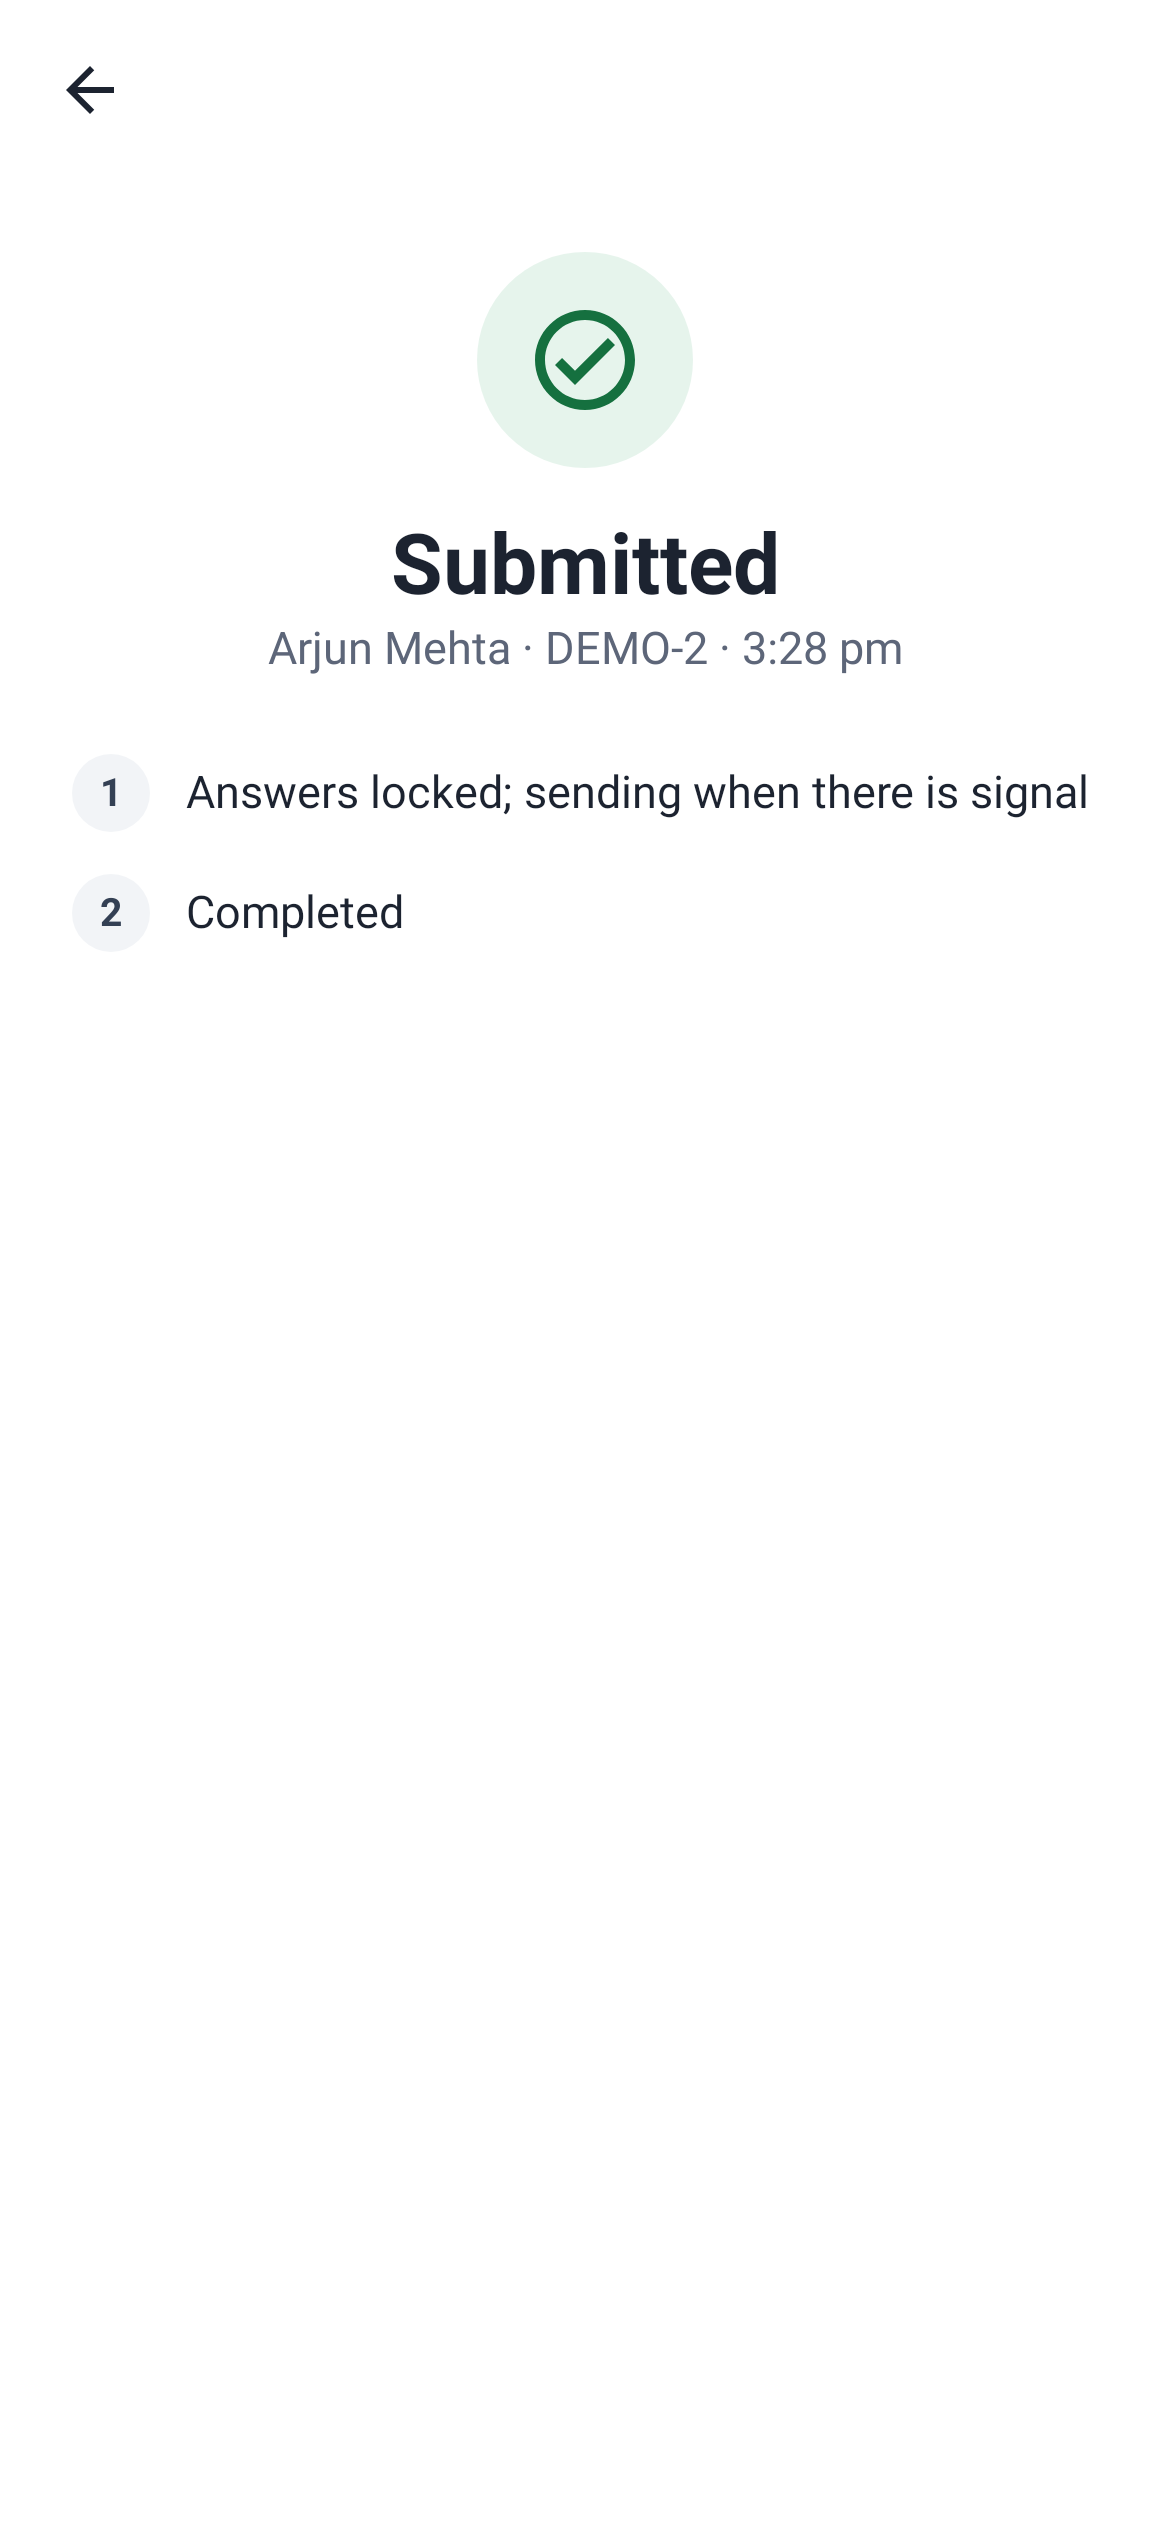 Submitted
Arjun Mehta · DEMO-2 · 3:28 pm
1 Answers locked; sending when there is signal
2 Completed